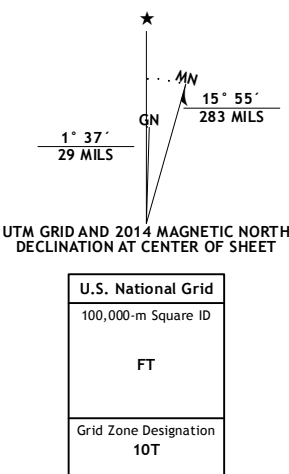 ★
MN
15° 55´
283 MILS
GN
1° 37´
29 MILS
UTM GRID AND 2014 MAGNETIC NORTH
DECLINATION AT CENTER OF SHEET
U.S. National Grid
100,000-m Square ID
FT
Grid Zone Designation
10T